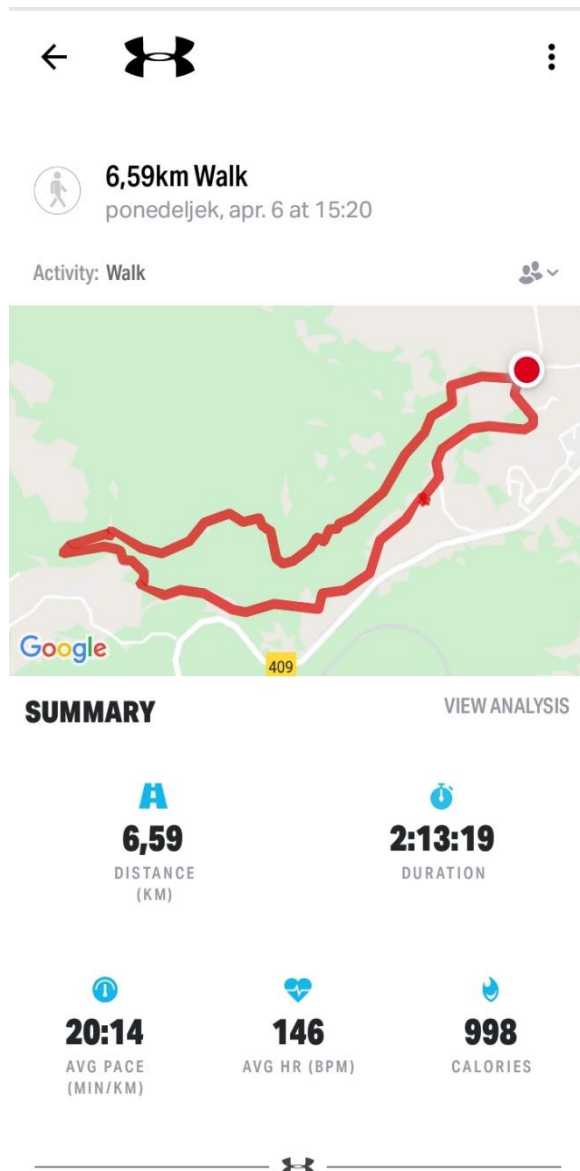 6,59km Walk
ponedeljek, apr. 6 at 15:20
Activity: Walk
Google
409
SUMMARY
VIEW ANALYSIS
6,59
DISTANCE
(KM)
2:13:19
DURATION
20:14
AVG PACE
(MIN/KM)
146
AVG HR (BPM)
998
CALORIES